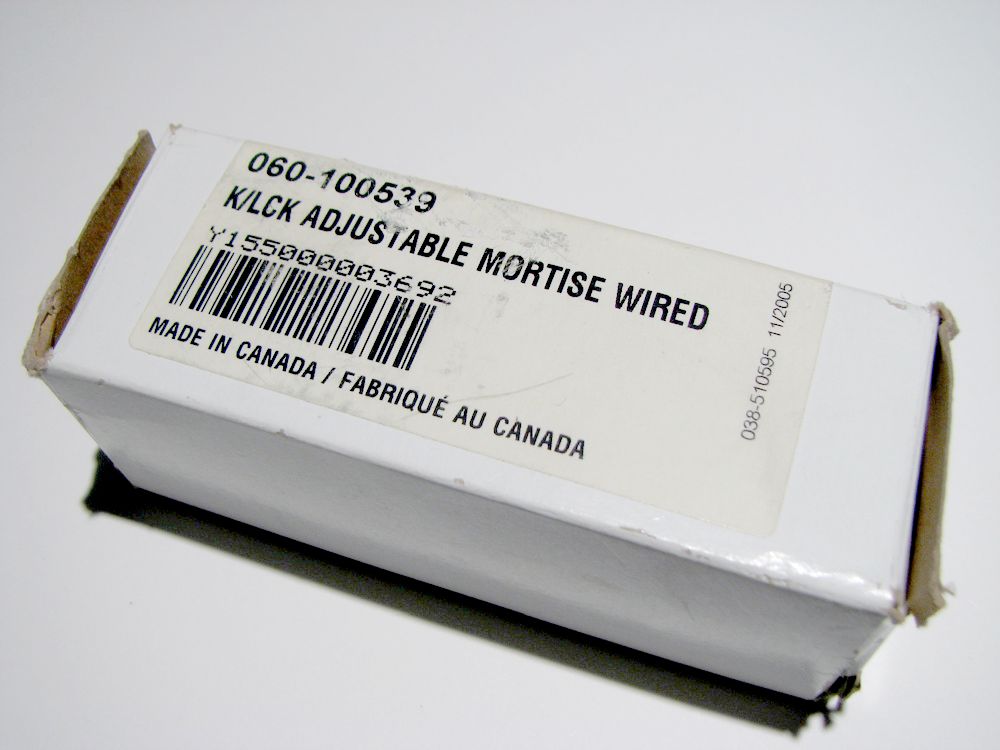 060-100539
K/LCK ADJUSTABLE MORTISE WIRED
Y155000003692
MADE IN CANADA / FABRIQUÉ AU CANADA
038-510595 11/2005